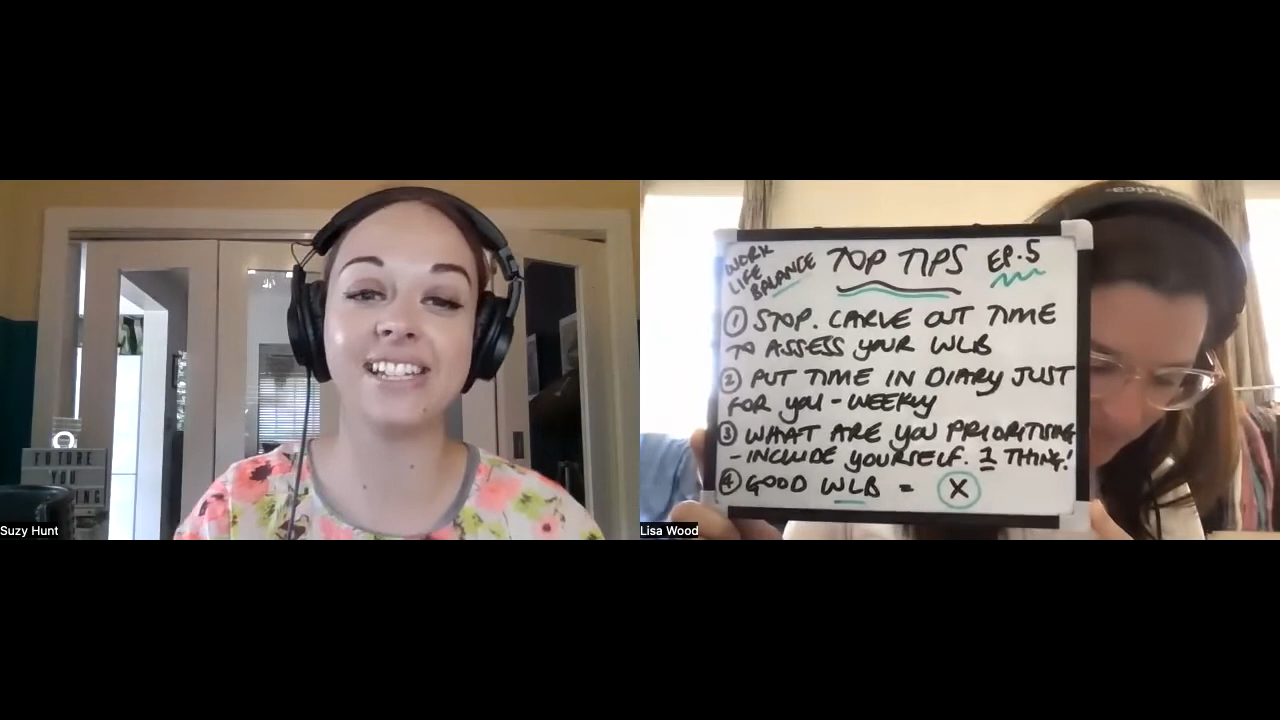 FUTURE
YOU
Suzy Hunt
WORK
LIFE
BALANCE
TOP TIPS EP.5
① STOP. CARVE OUT TIME
TO ASSESS YOUR WLB
② PUT TIME IN DIARY JUST
FOR YOU - WEEKLY
③ WHAT ARE YOU PRIORITISING
- INCLUDE YOURSELF. 1 THING!
④ GOOD WLB = X
Lisa Wood